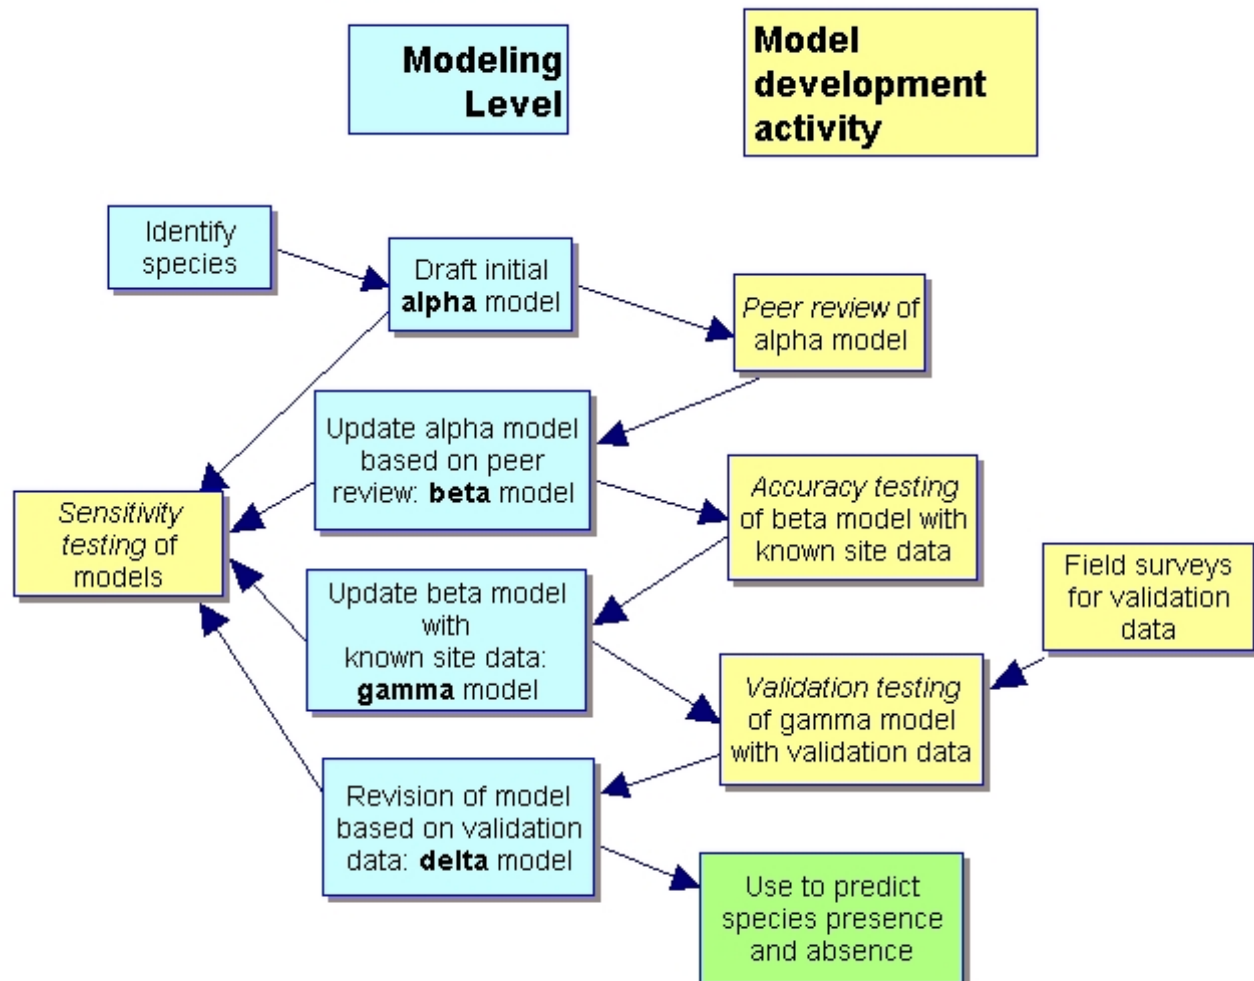 Modeling
Level
Model
development
activity
Identify
species
Draft initial
alpha model
Peer review of
alpha model
Update alpha model
based on peer
review: beta model
Sensitivity
testing of
models
Accuracy testing
of beta model with
known site data
Field surveys
for validation
data
Update beta model
with
known site data:
gamma model
Validation testing
of gamma model
with validation data
Revision of model
based on validation
data: delta model
Use to predict
species presence
and absence